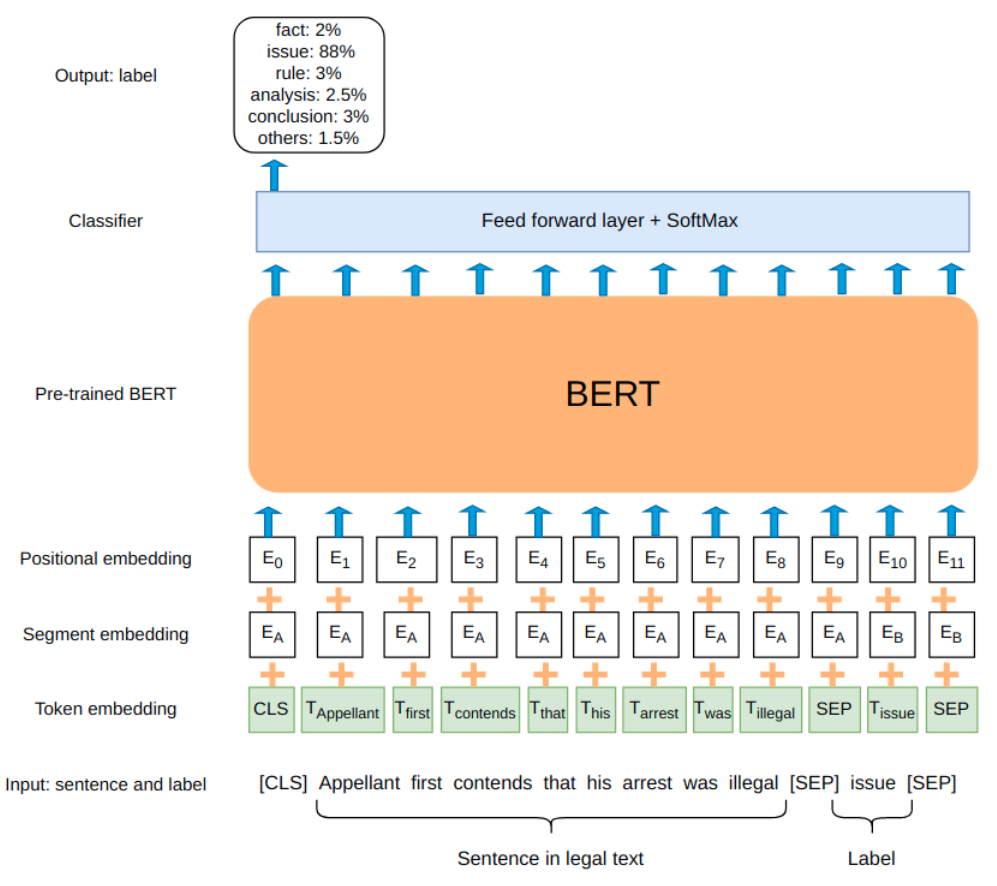 fact: 2%
issue: 88%
rule: 3%
analysis: 2.5%
conclusion: 3%
others: 1.5%
Output: label
Classifier
Feed forward layer + SoftMax
Pre-trained BERT
BERT
Positional embedding
E0 E1 E2 E3 E4 E5 E6 E7 E8 E9 E10 E11
+ + + + + + + + + + + +
Segment embedding
EA EA EA EA EA EA EA EA EA EA EB EB
+ + + + + + + + + + + +
Token embedding
CLS TAppellant Tfirst Tcontends Tthat This Tarrest Twas Tillegal SEP Tissue SEP
Input: sentence and label
[CLS] Appellant first contends that his arrest was illegal [SEP] issue [SEP]
Sentence in legal text
Label